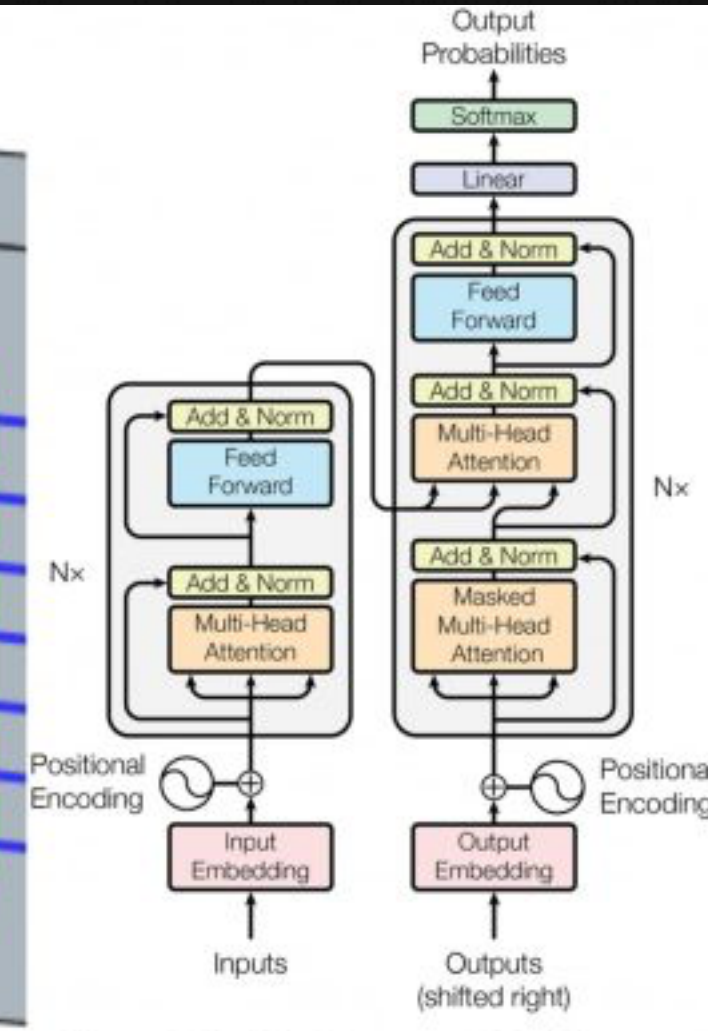 Output
Probabilities
Softmax
Linear
Add & Norm
Feed
Forward
Add & Norm
Multi-Head
Attention
Add & Norm
Masked
Multi-Head
Attention
Nx
Positional
Encoding
Output
Embedding
Outputs
(shifted right)
Add & Norm
Feed
Forward
Add & Norm
Multi-Head
Attention
Nx
Positional
Encoding
Input
Embedding
Inputs